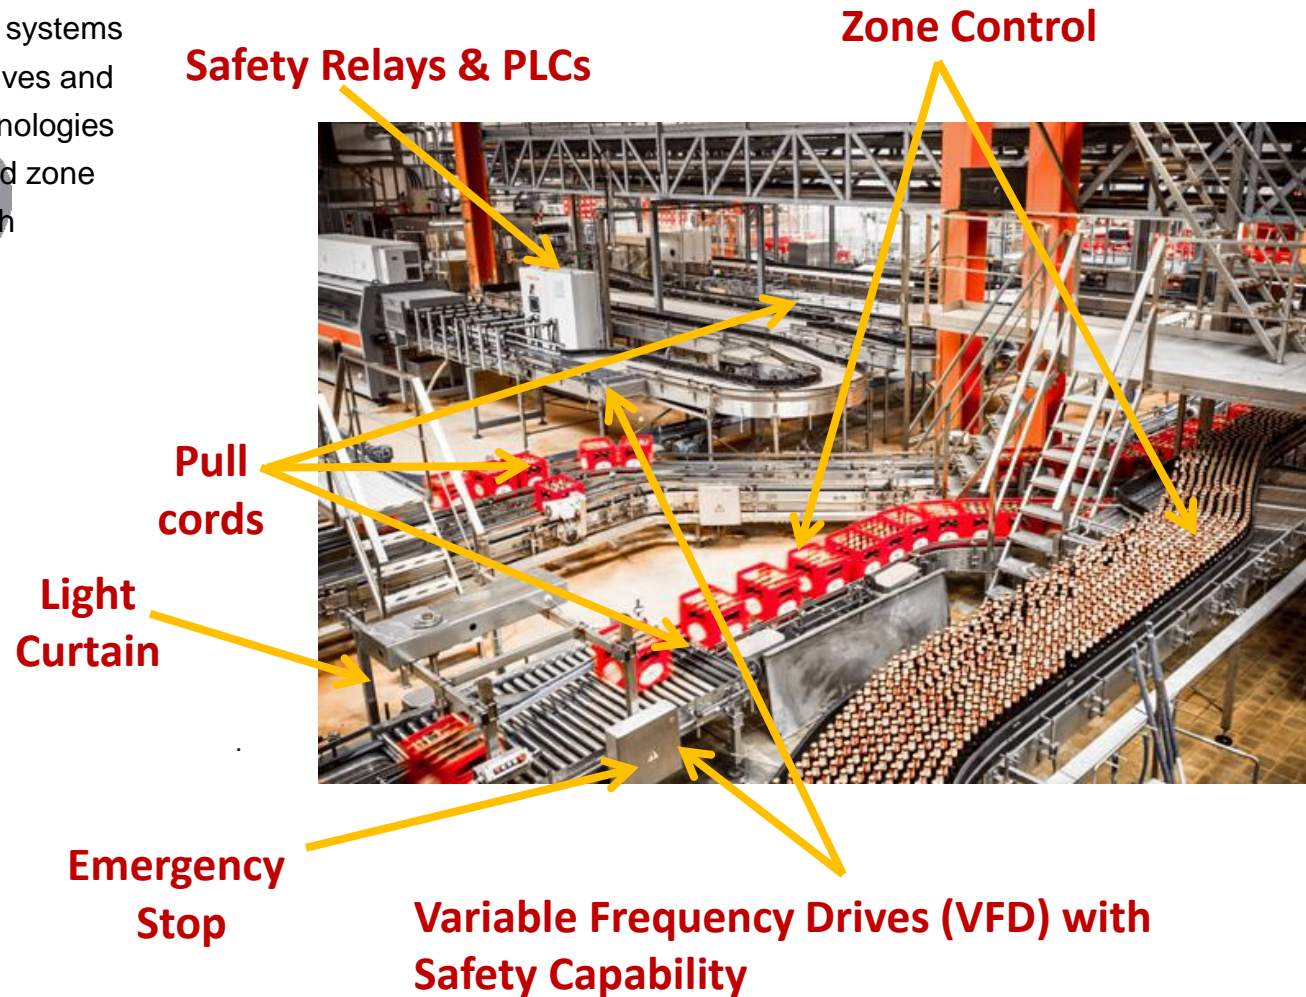 systems
ves and
nologies
d zone
h
Safety Relays & PLCs
Zone Control
Pull
cords
Light
Curtain
.
Emergency
Stop
Variable Frequency Drives (VFD) with
Safety Capability